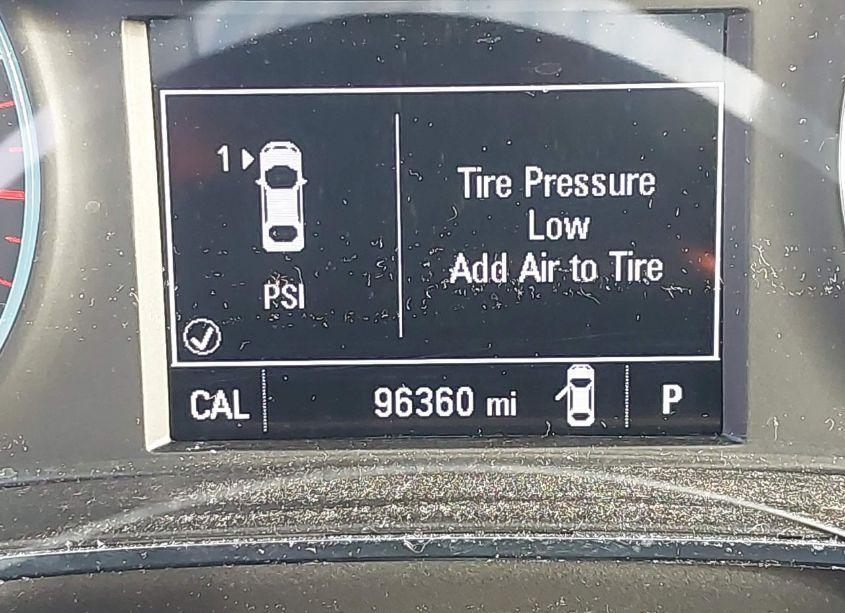 1
Tire Pressure
Low
Add Air to Tire
PSI
CAL 96360 mi P